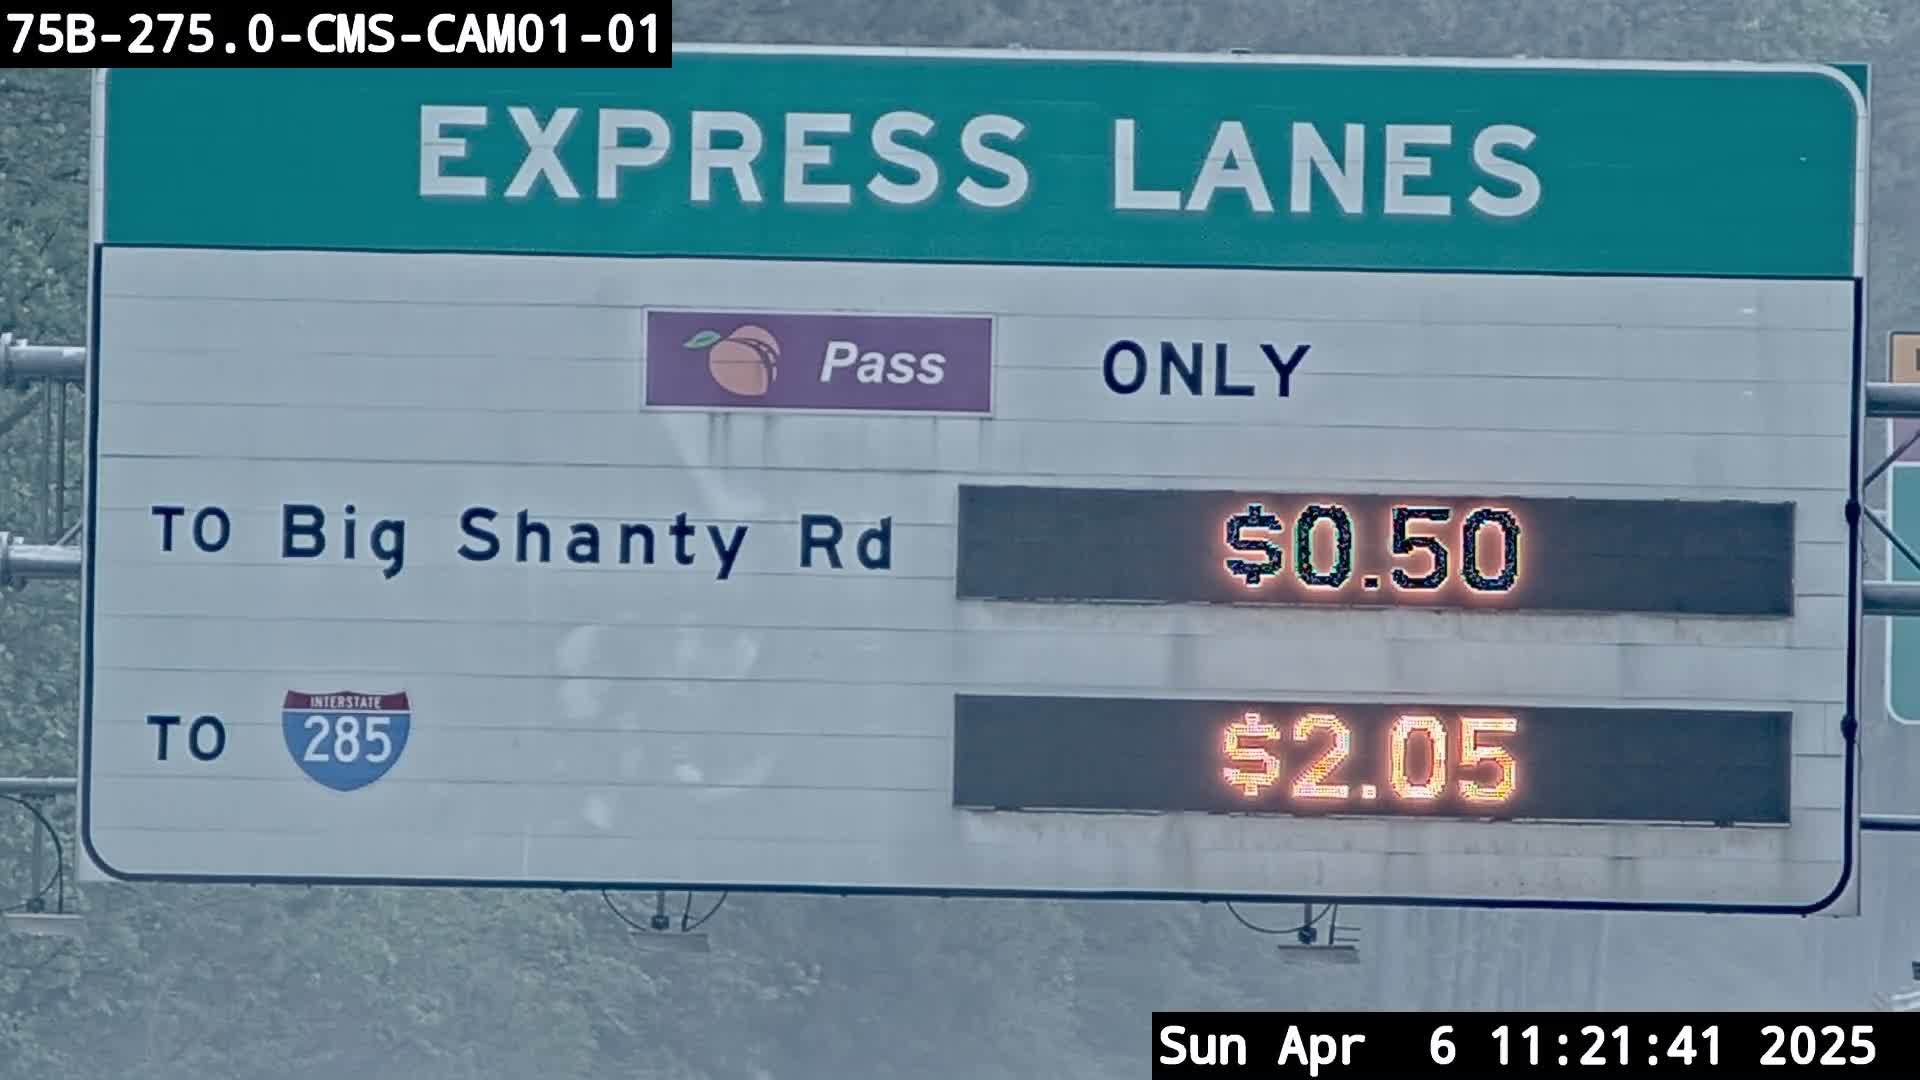 75B-275.0-CMS-CAM01-01
EXPRESS LANES
Pass ONLY
TO Big Shanty Rd $0.50
INTERSTATE
TO 285 $2.05
Sun Apr 6 11:21:41 2025